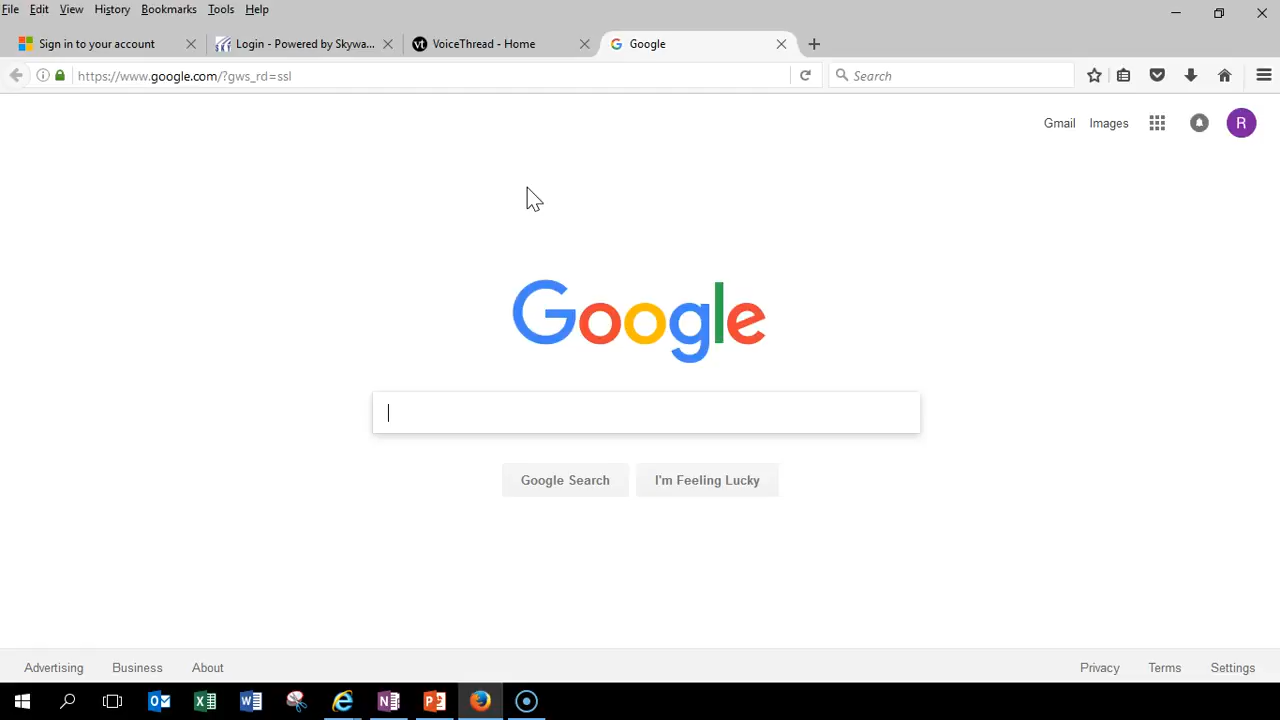 File Edit View History Bookmarks Tools Help
Sign in to your account Login - Powered by Skywa... vt VoiceThread - Home G Google
https://www.google.com/?gws_rd=ssl Search
Gmail Images R
Google
Google Search I'm Feeling Lucky
Advertising Business About Privacy Terms Settings